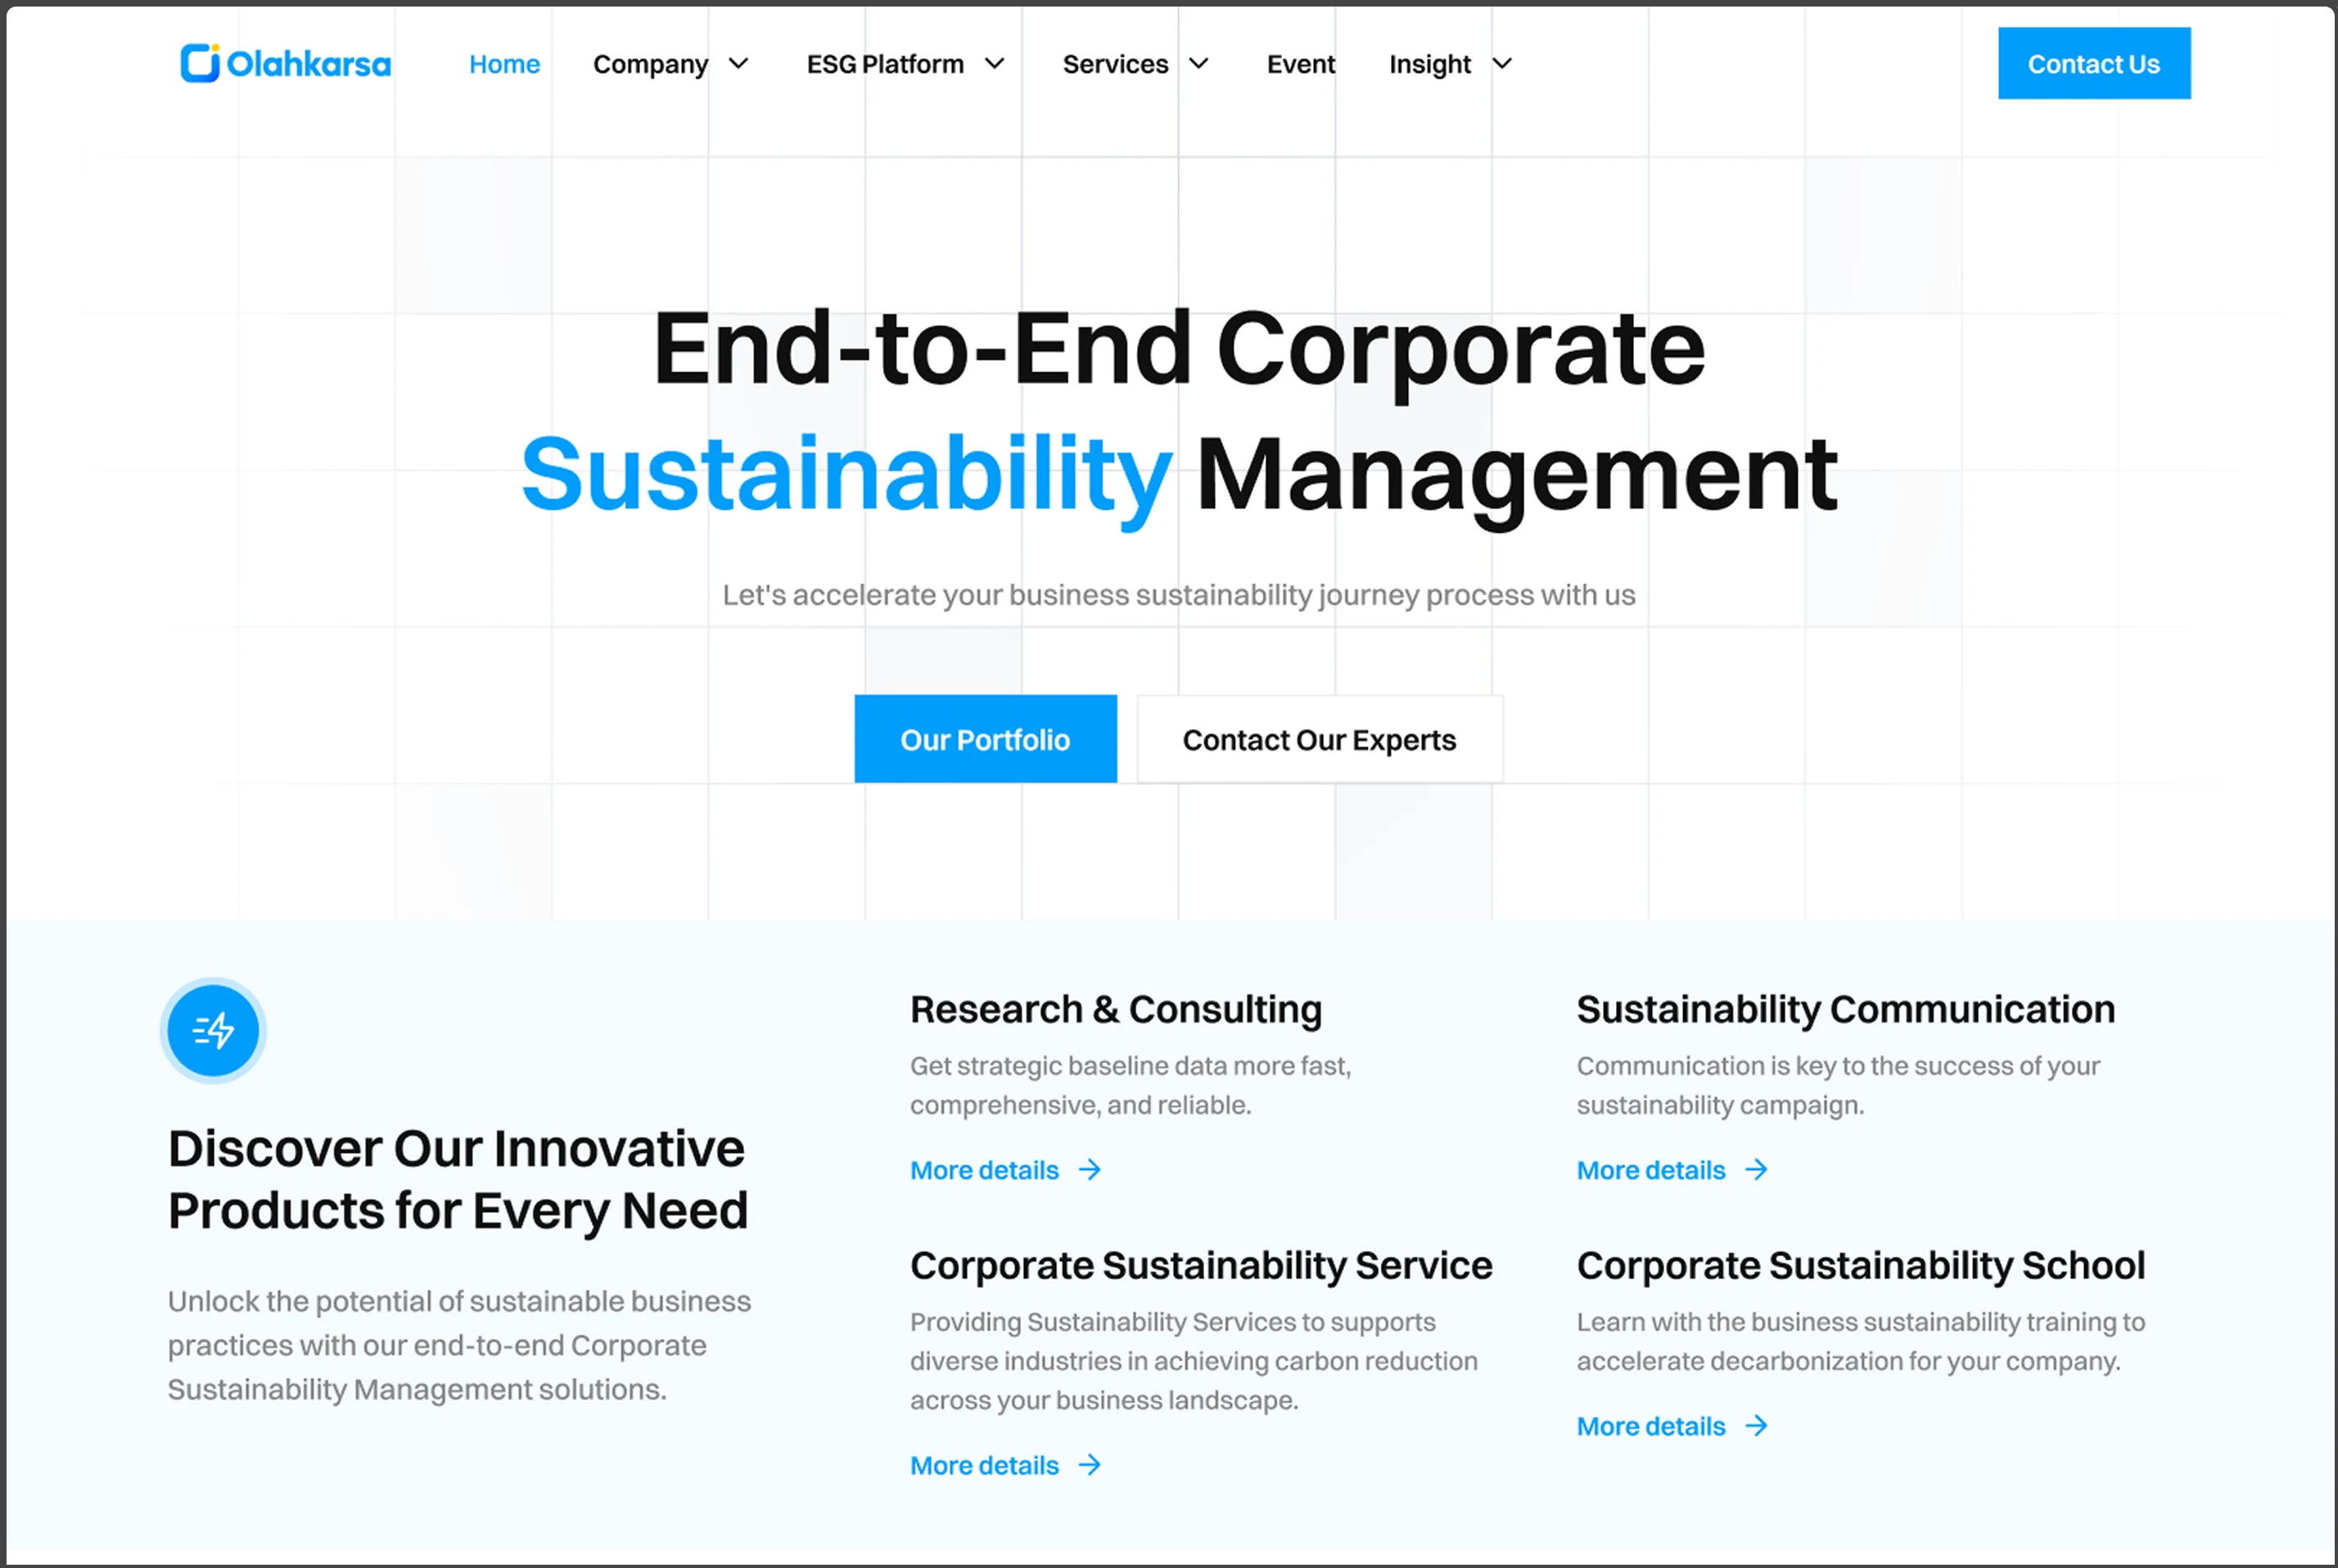 Olahkarsa
Home
Company
ESG Platform
Services
Event
Insight
Contact Us
End-to-End Corporate
Sustainability Management
Let's accelerate your business sustainability journey process with us
Our Portfolio
Contact Our Experts
Discover Our Innovative
Products for Every Need
Unlock the potential of sustainable business
practices with our end-to-end Corporate
Sustainability Management solutions.
Research & Consulting
Get strategic baseline data more fast,
comprehensive, and reliable.
More details
Sustainability Communication
Communication is key to the success of your
sustainability campaign.
More details
Corporate Sustainability Service
Providing Sustainability Services to supports
diverse industries in achieving carbon reduction
across your business landscape.
More details
Corporate Sustainability School
Learn with the business sustainability training to
accelerate decarbonization for your company.
More details